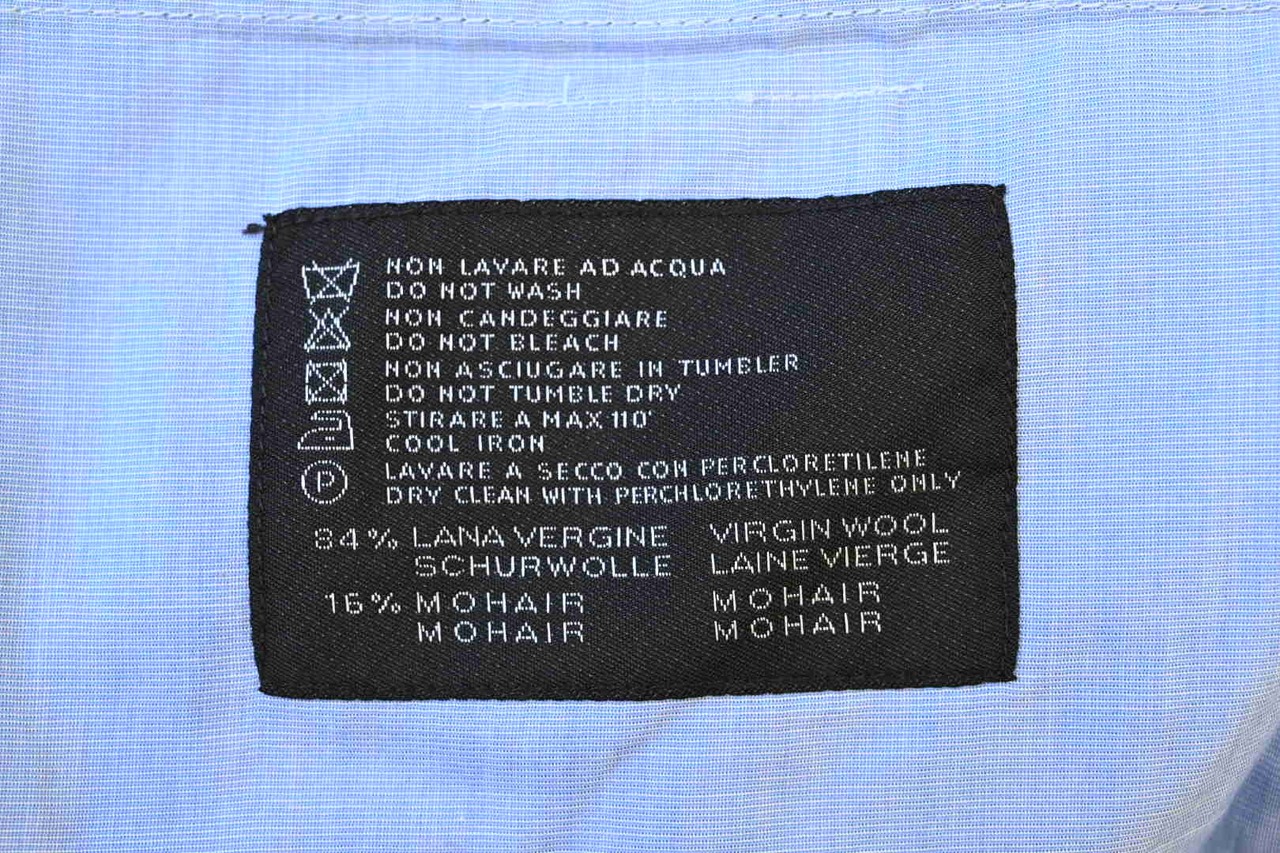 NON LAVARE AD ACQUA
DO NOT WASH
NON CANDEGGIARE
DO NOT BLEACH
NON ASCIUGARE IN TUMBLER
DO NOT TUMBLE DRY
STIRARE A MAX 110°
COOL IRON
P LAVARE A SECCO CON PERCLORETILENE
DRY CLEAN WITH PERCHLORETHYLENE ONLY
84% LANA VERGINE VIRGIN WOOL
SCHURWOLLE LAINE VIERGE
16% MOHAIR MOHAIR
MOHAIR MOHAIR